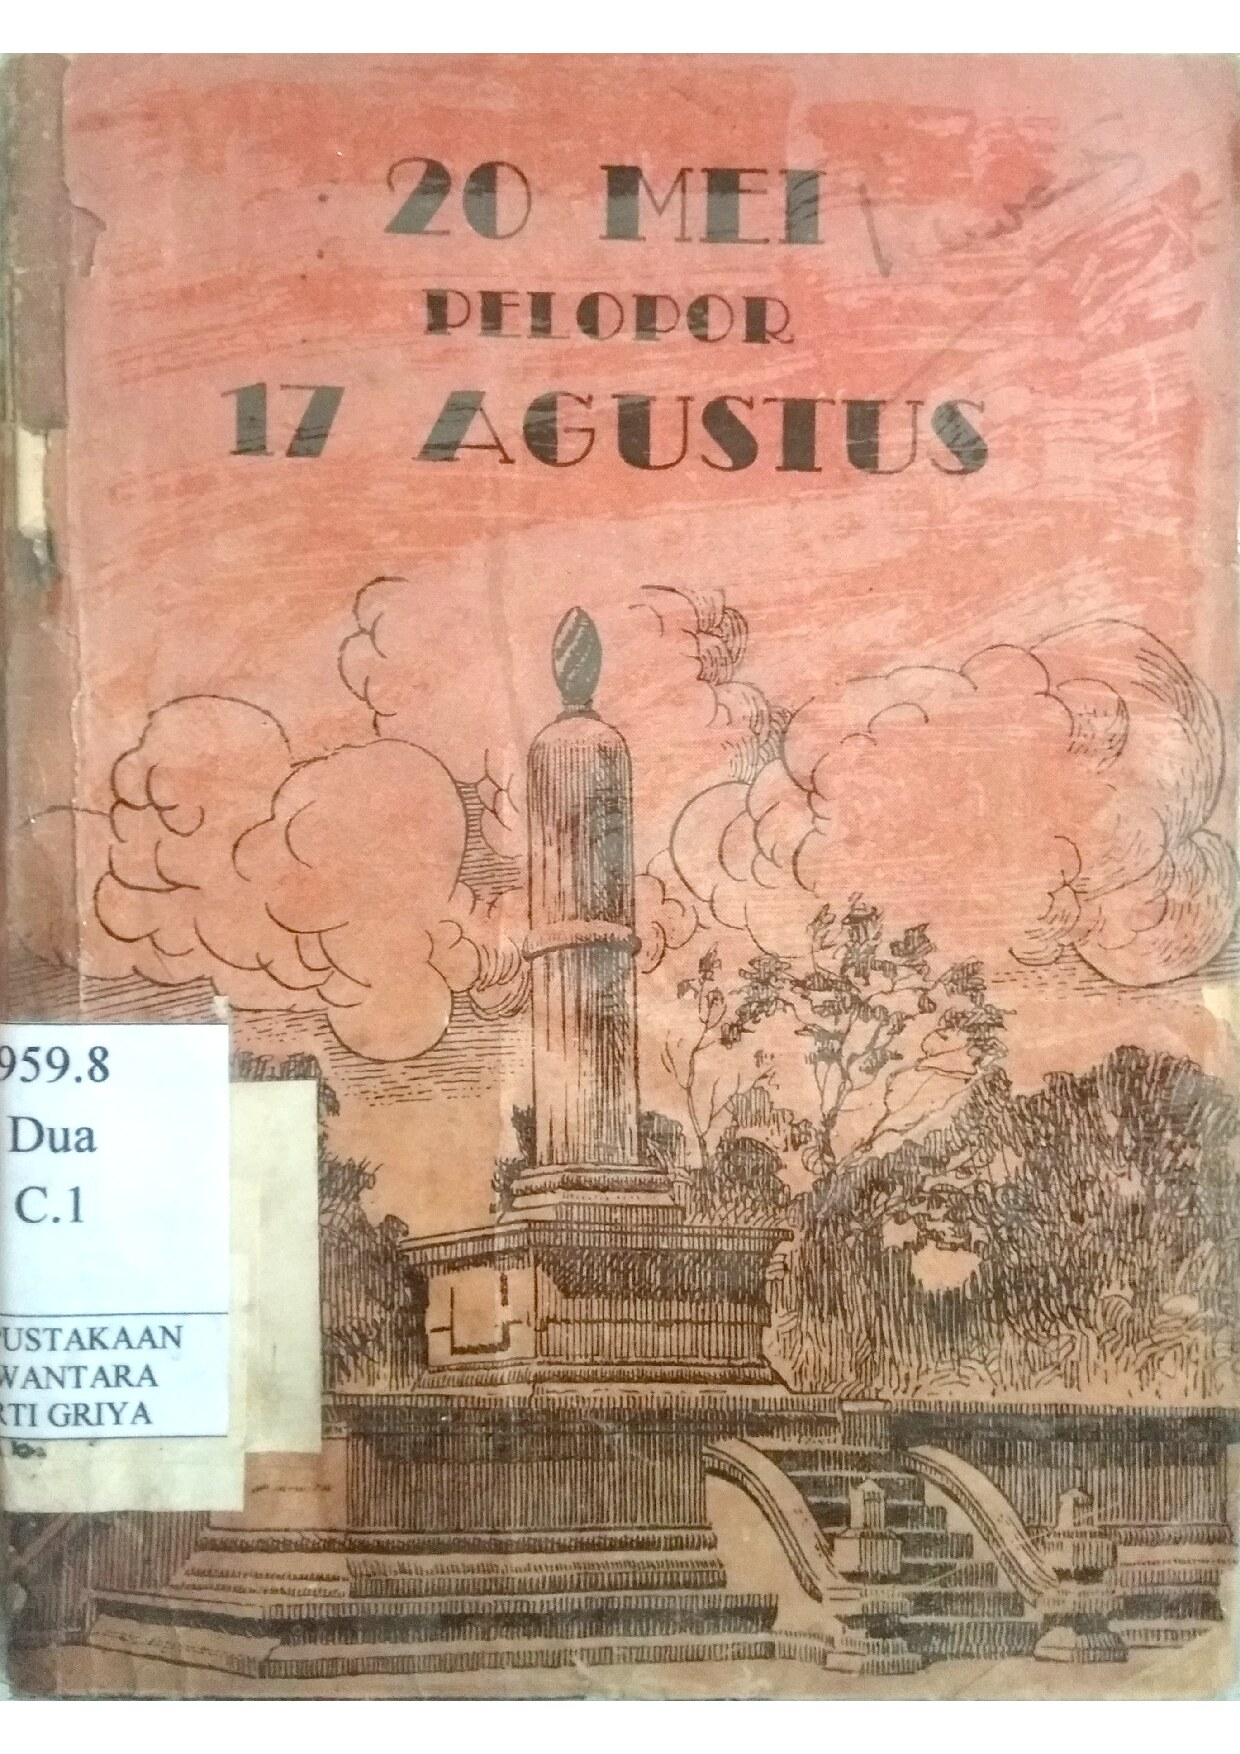 20 MEI
PELOPOR
17 AGUSTUS
959.8
Dua
C.1
PUSTAKAAN
WANTARA
RTI GRIYA